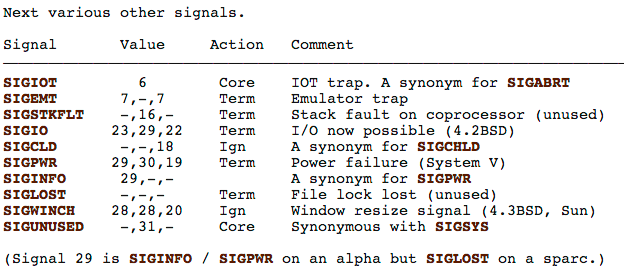 Next various other signals.
Signal Value Action Comment
SIGIOT 6 Core IOT trap. A synonym for SIGABRT
SIGEMT 7,-,7 Term Emulator trap
SIGSTKFLT -,16,- Term Stack fault on coprocessor (unused)
SIGIO 23,29,22 Term I/O now possible (4.2BSD)
SIGCLD -,-,18 Ign A synonym for SIGCHLD
SIGPWR 29,30,19 Term Power failure (System V)
SIGINFO 29,-,- A synonym for SIGPWR
SIGLOST -,-,- Term File lock lost (unused)
SIGWINCH 28,28,20 Ign Window resize signal (4.3BSD, Sun)
SIGUNUSED -,31,- Core Synonymous with SIGSYS
(Signal 29 is SIGINFO / SIGPWR on an alpha but SIGLOST on a sparc.)